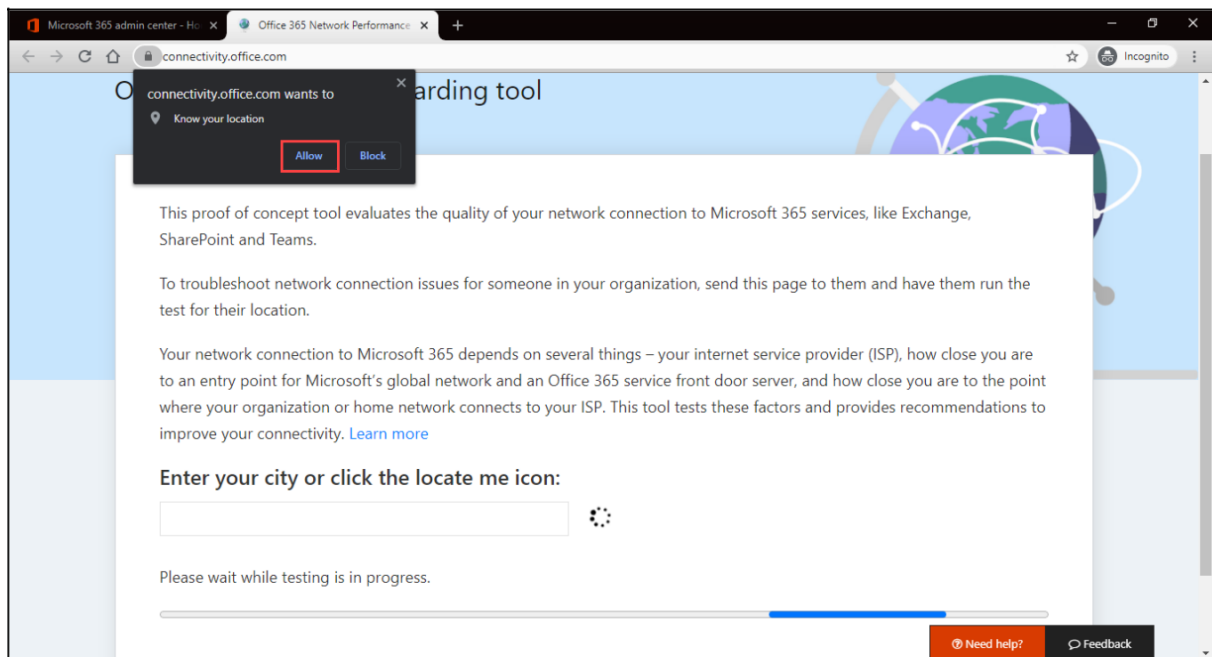 Microsoft 365 admin center - Ho
Office 365 Network Performance
connectivity.office.com
Incognito
O
arding tool
connectivity.office.com wants to
Know your location
Allow
Block
This proof of concept tool evaluates the quality of your network connection to Microsoft 365 services, like Exchange,
SharePoint and Teams.
To troubleshoot network connection issues for someone in your organization, send this page to them and have them run the
test for their location.
Your network connection to Microsoft 365 depends on several things – your internet service provider (ISP), how close you are
to an entry point for Microsoft's global network and an Office 365 service front door server, and how close you are to the point
where your organization or home network connects to your ISP. This tool tests these factors and provides recommendations to
improve your connectivity. Learn more
Enter your city or click the locate me icon:
Please wait while testing is in progress.
Need help?
Feedback